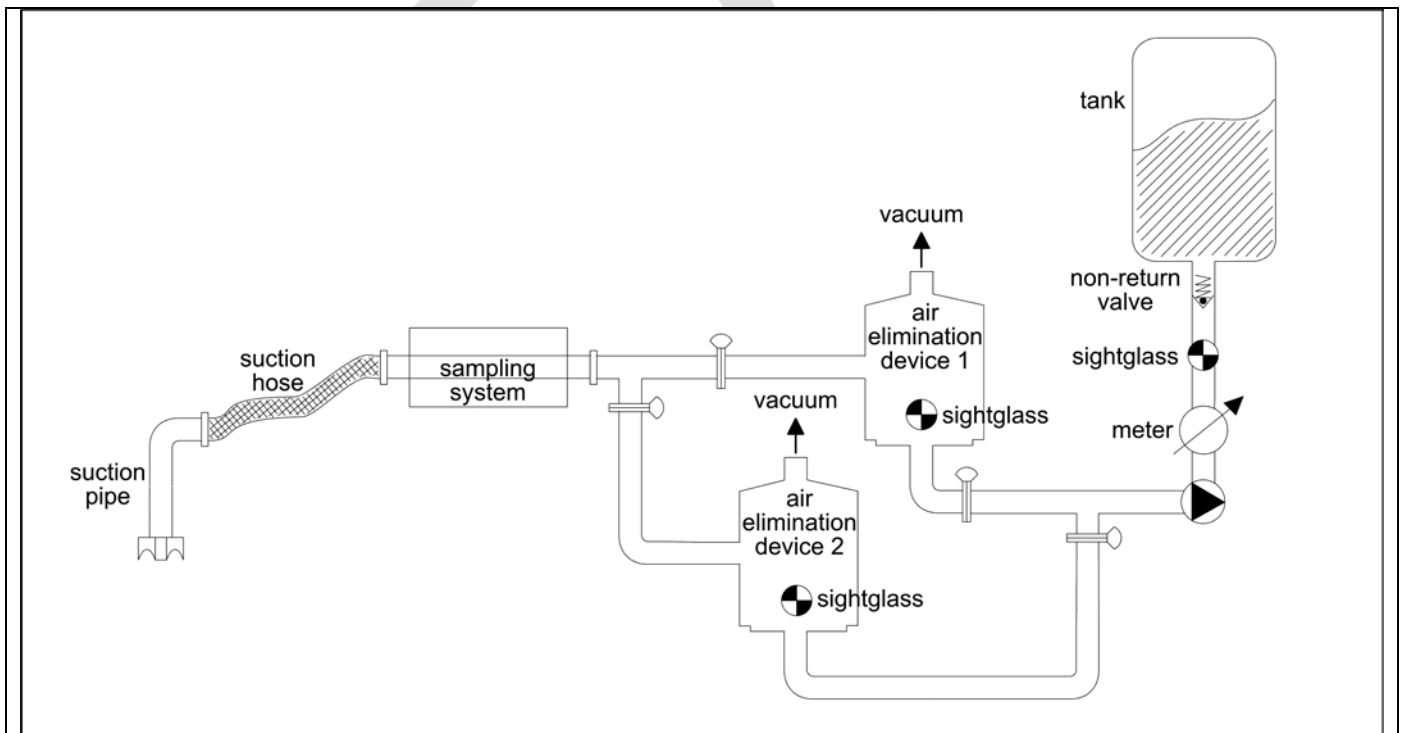 tank
vacuum
non-return
valve
air
elimination
device 1
sightglass
suction
hose
sampling
system
vacuum
sightglass
meter
suction
pipe
air
elimination
device 2
sightglass